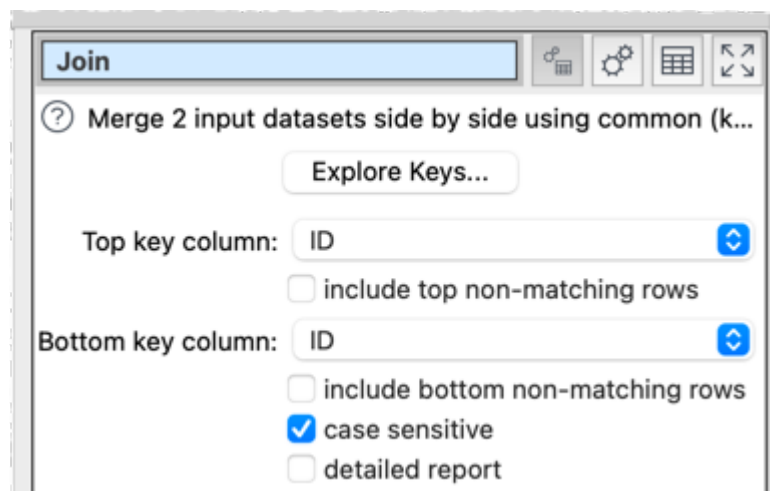 Join
Merge 2 input datasets side by side using common (k...
Explore Keys...
Top key column: ID
include top non-matching rows
Bottom key column: ID
include bottom non-matching rows
case sensitive
detailed report